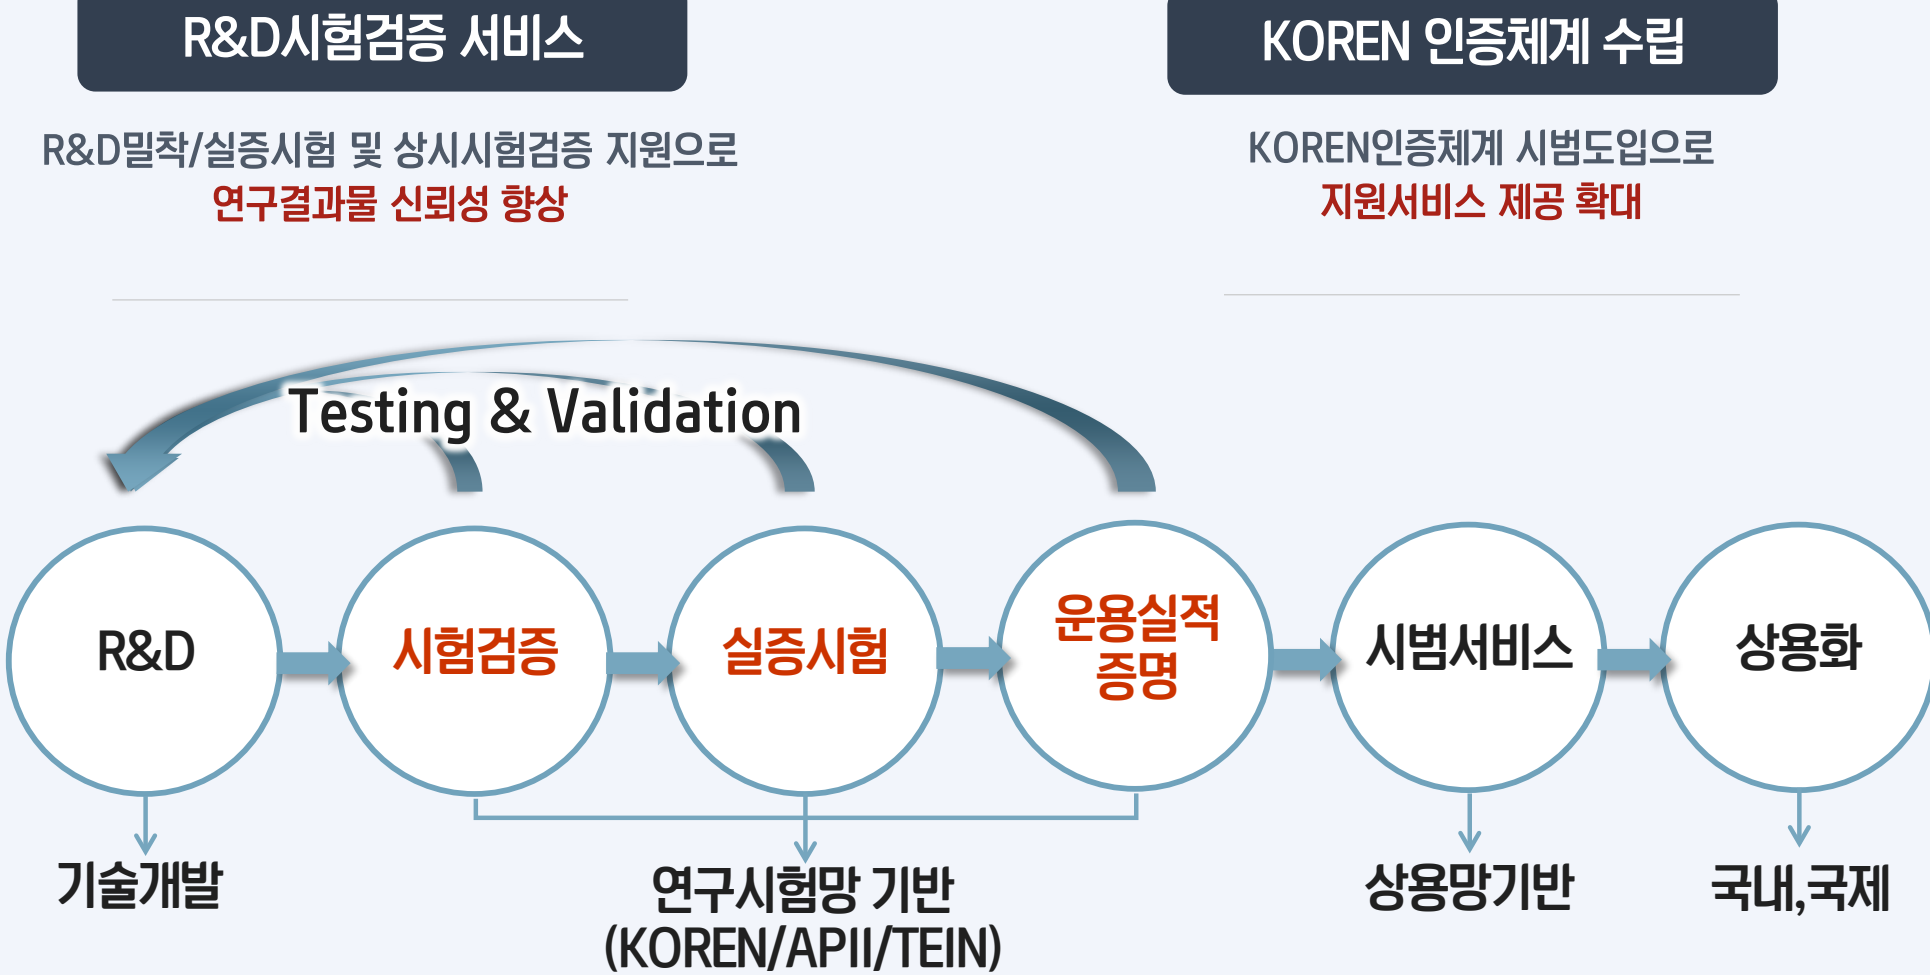 R&D시험검증 서비스
R&D밀착/실증시험 및 상시시험검증 지원으로
연구결과물 신뢰성 향상
KOREN 인증체계 수립
KOREN인증체계 시범도입으로
지원서비스 제공 확대
Testing & Validation
R&D
시험검증
실증시험
운용실적
증명
시범서비스
상용화
기술개발
연구시험망 기반
(KOREN/APII/TEIN)
상용망기반
국내,국제